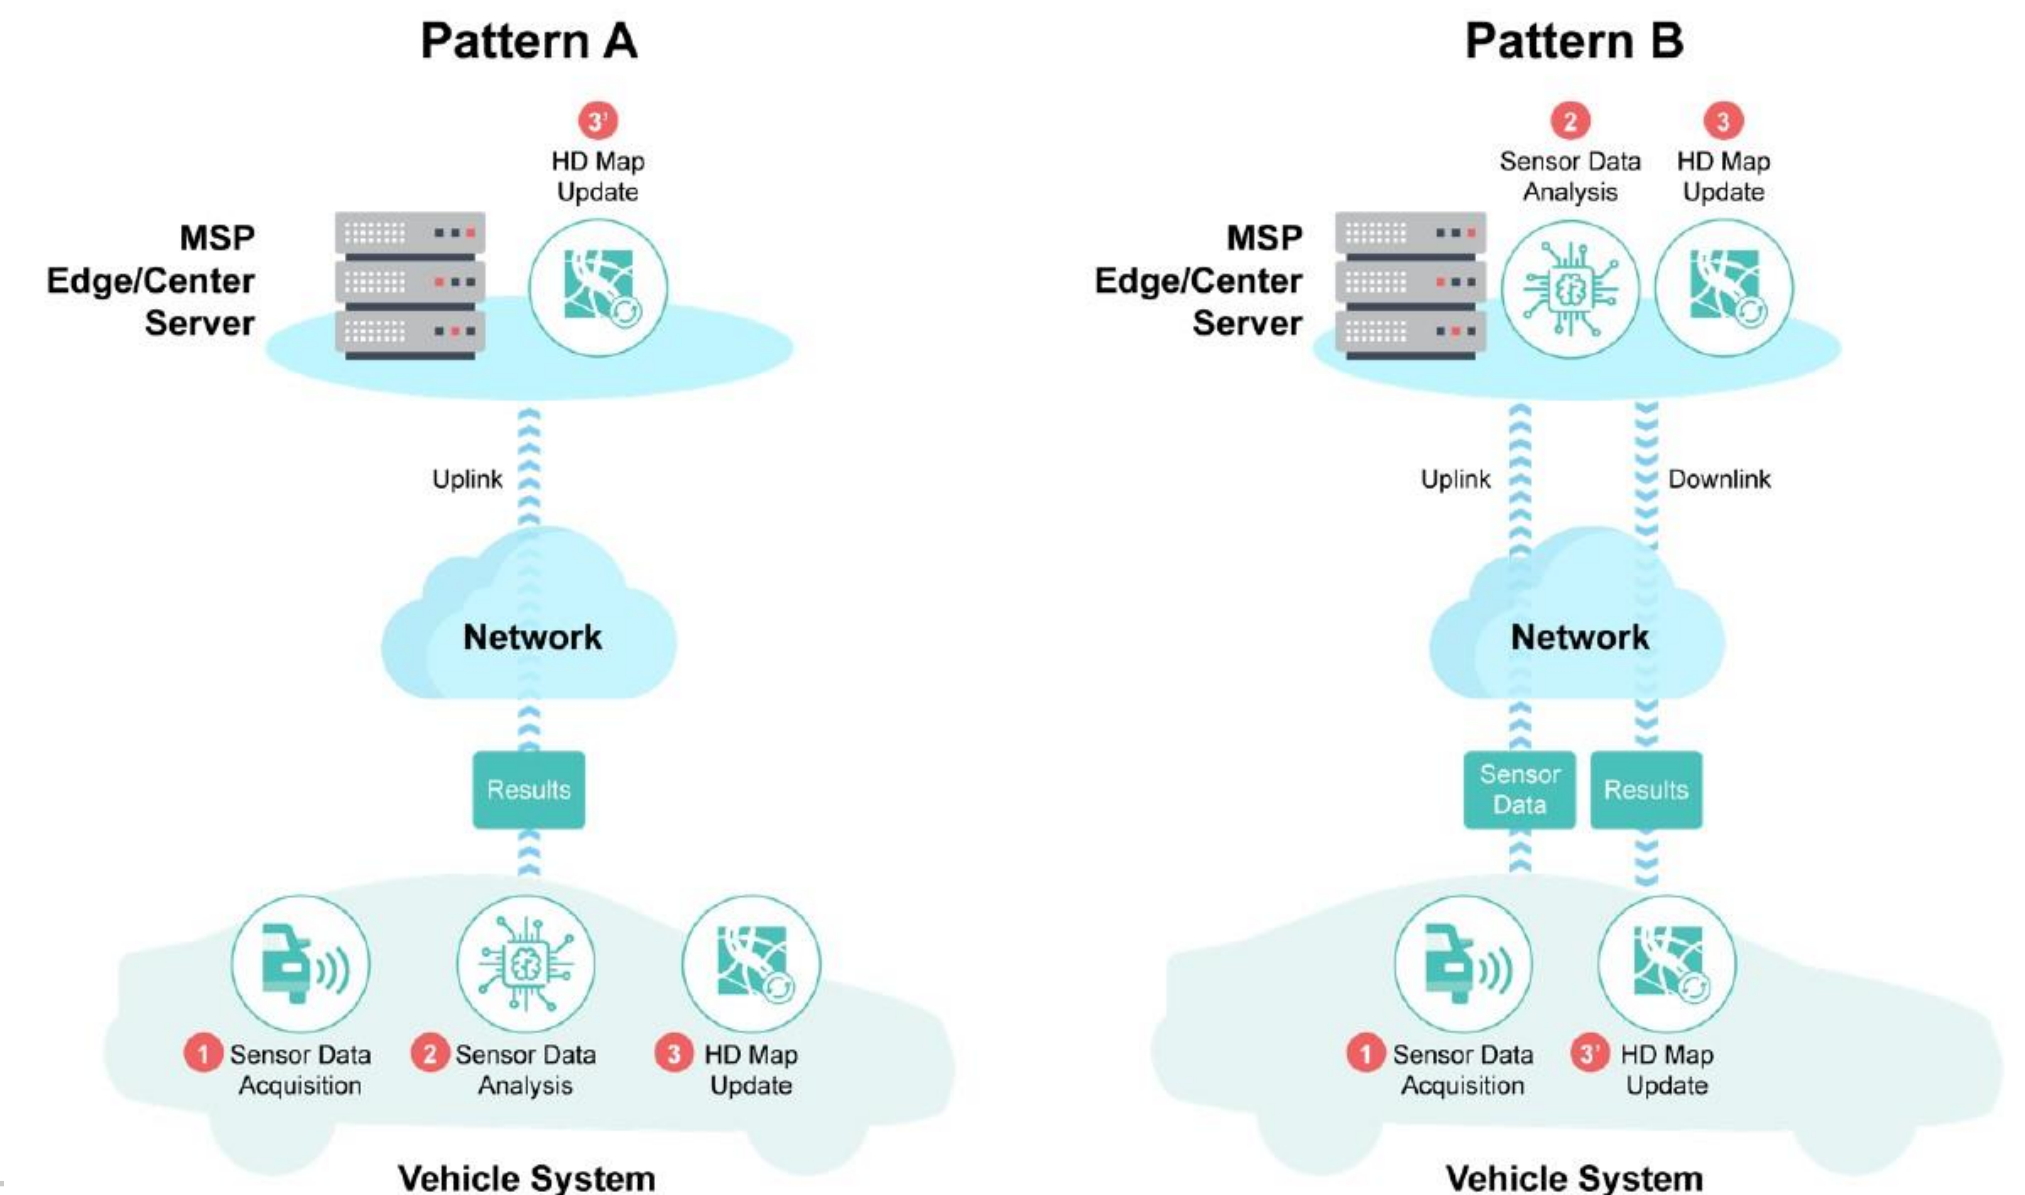 Pattern A
3'
HD Map
Update
MSP
Edge/Center
Server
Uplink
Network
Results
1 Sensor Data
Acquisition
2 Sensor Data
Analysis
3 HD Map
Update
Vehicle System
Pattern B
2
Sensor Data
Analysis
3
HD Map
Update
MSP
Edge/Center
Server
Uplink
Downlink
Network
Sensor
Data
Results
1 Sensor Data
Acquisition
3' HD Map
Update
Vehicle System